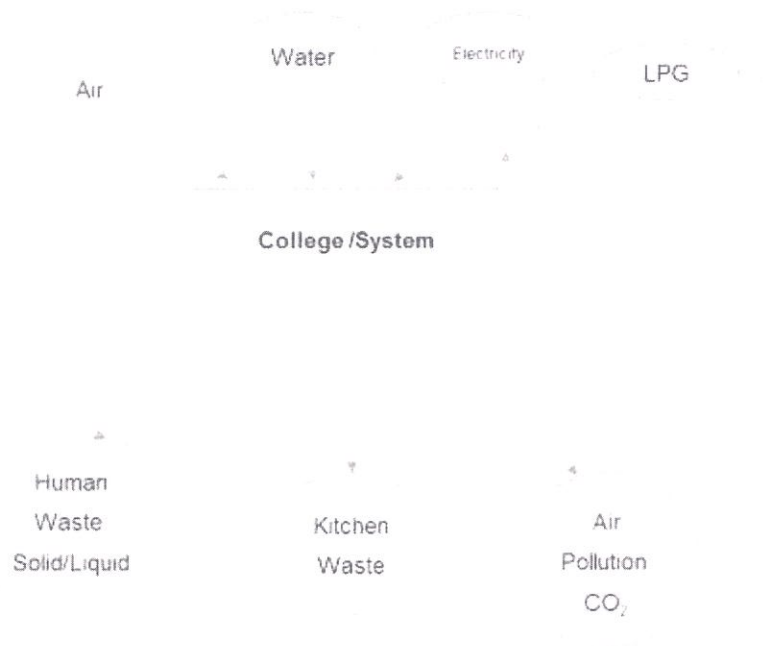 Air
Water
Electricity
LPG
College /System
Human
Waste
Solid/Liquid
Kitchen
Waste
Air
Pollution
CO₂